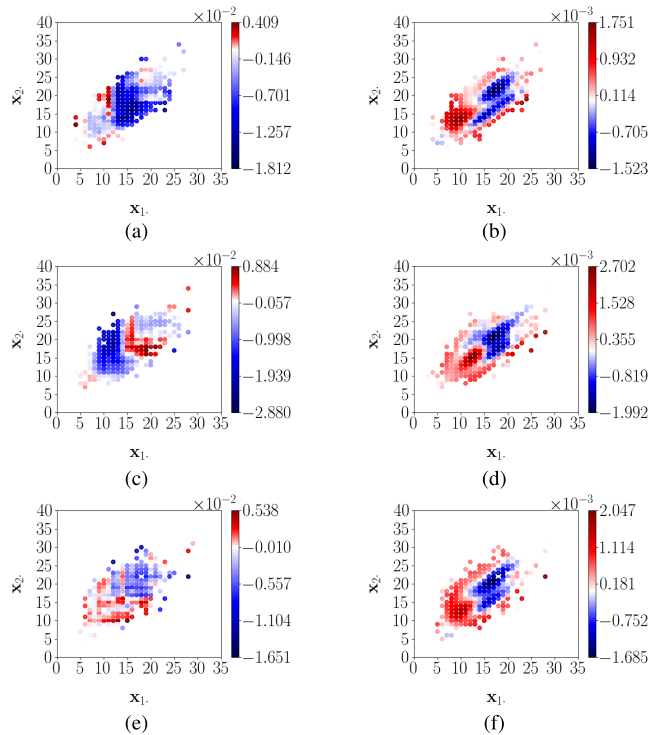 ×10⁻²
40 35 30 25 20 15 10 5 0
x₂.
0 5 10 15 20 25 30 35
x₁.
0.409 −0.146 −0.701 −1.257 −1.812
(a)
×10⁻³
40 35 30 25 20 15 10 5 0
x₂.
0 5 10 15 20 25 30 35
x₁.
1.751 0.932 0.114 −0.705 −1.523
(b)
×10⁻²
40 35 30 25 20 15 10 5 0
x₂.
0 5 10 15 20 25 30 35
x₁.
0.884 −0.057 −0.998 −1.939 −2.880
(c)
×10⁻³
40 35 30 25 20 15 10 5 0
x₂.
0 5 10 15 20 25 30 35
x₁.
2.702 1.528 0.355 −0.819 −1.992
(d)
×10⁻²
40 35 30 25 20 15 10 5 0
x₂.
0 5 10 15 20 25 30 35
x₁.
0.538 −0.010 −0.557 −1.104 −1.651
(e)
×10⁻³
40 35 30 25 20 15 10 5 0
x₂.
0 5 10 15 20 25 30 35
x₁.
2.047 1.114 0.181 −0.752 −1.685
(f)